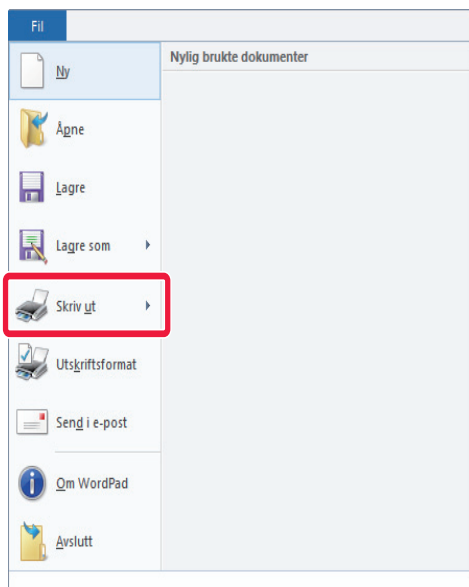 Fil
Nylig brukte dokumenter
Ny
Åpne
Lagre
Lagre som
Skriv ut
Utskriftsformat
Send i e-post
Om WordPad
Avslutt